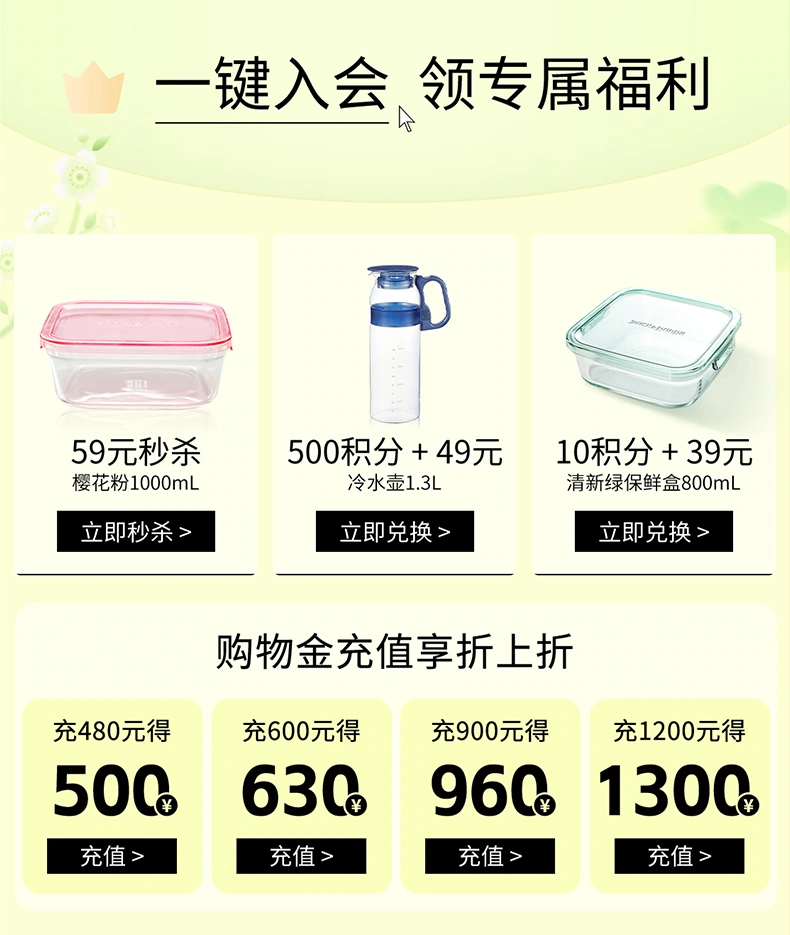 一键入会 领专属福利
59元秒杀
樱花粉1000mL
立即秒杀 >
500积分 + 49元
冷水壶1.3L
立即兑换 >
10积分 + 39元
清新绿保鲜盒800mL
立即兑换 >
购物金充值享折上折
充480元得
500¥
充值 >
充600元得
630¥
充值 >
充900元得
960¥
充值 >
充1200元得
1300¥
充值 >